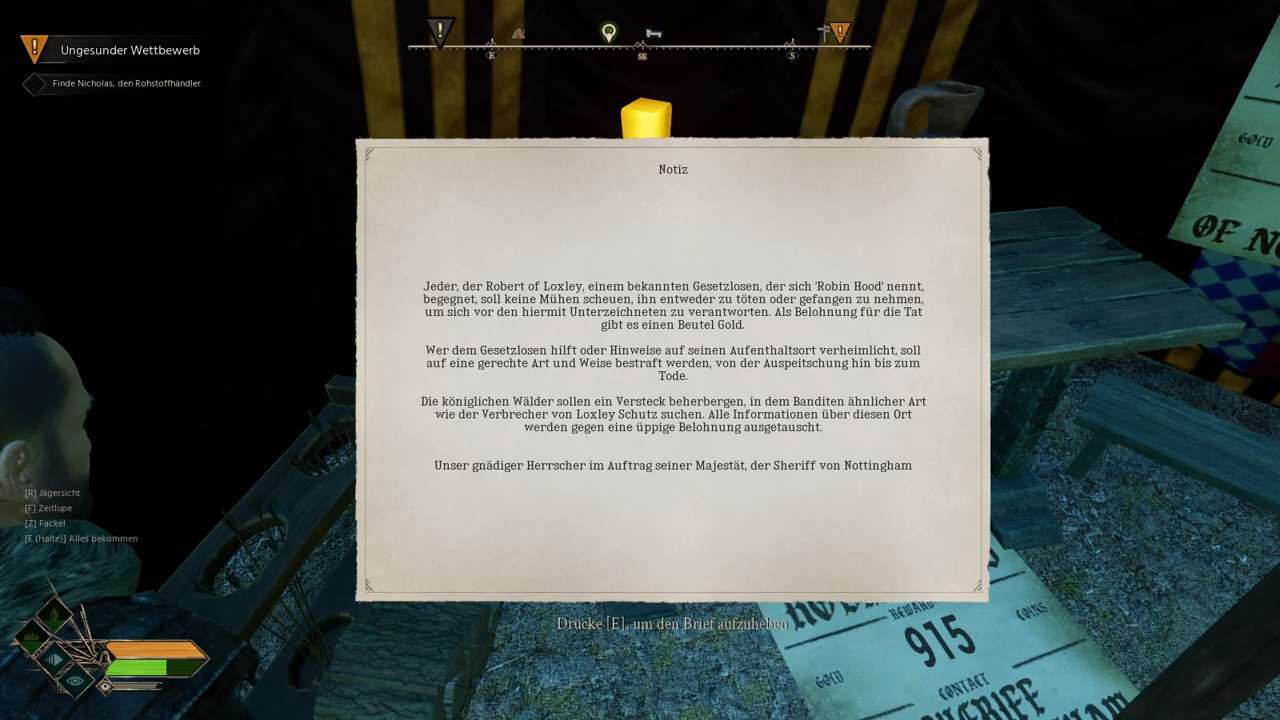 Ungesunder Wettbewerb
Finde Nicholas, den Rohstoffhändler
E
SE
S
Notiz
Jeder, der Robert of Loxley, einem bekannten Gesetzlosen, der sich 'Robin Hood' nennt,
begegnet, soll keine Mühen scheuen, ihn entweder zu töten oder gefangen zu nehmen,
um sich vor den hiermit Unterzeichneten zu verantworten. Als Belohnung für die Tat
gibt es einen Beutel Gold.
Wer dem Gesetzlosen hilft oder Hinweise auf seinen Aufenthaltsort verheimlicht, soll
auf eine gerechte Art und Weise bestraft werden, von der Auspeitschung hin bis zum
Tode.
Die königlichen Wälder sollen ein Versteck beherbergen, in dem Banditen ähnlicher Art
wie der Verbrecher von Loxley Schutz suchen. Alle Informationen über diesen Ort
werden gegen eine üppige Belohnung ausgetauscht.
Unser gnädiger Herrscher im Auftrag seiner Majestät, der Sheriff von Nottingham
Drücke [E], um den Brief aufzuheben
[R] Jägersicht
[F] Zeitlupe
[Z] Fackel
[E (Halte)] Alles bekommen
GOLD
OF NO
REWARD
GOLD 915 COINS
CONTACT
SHERIFF